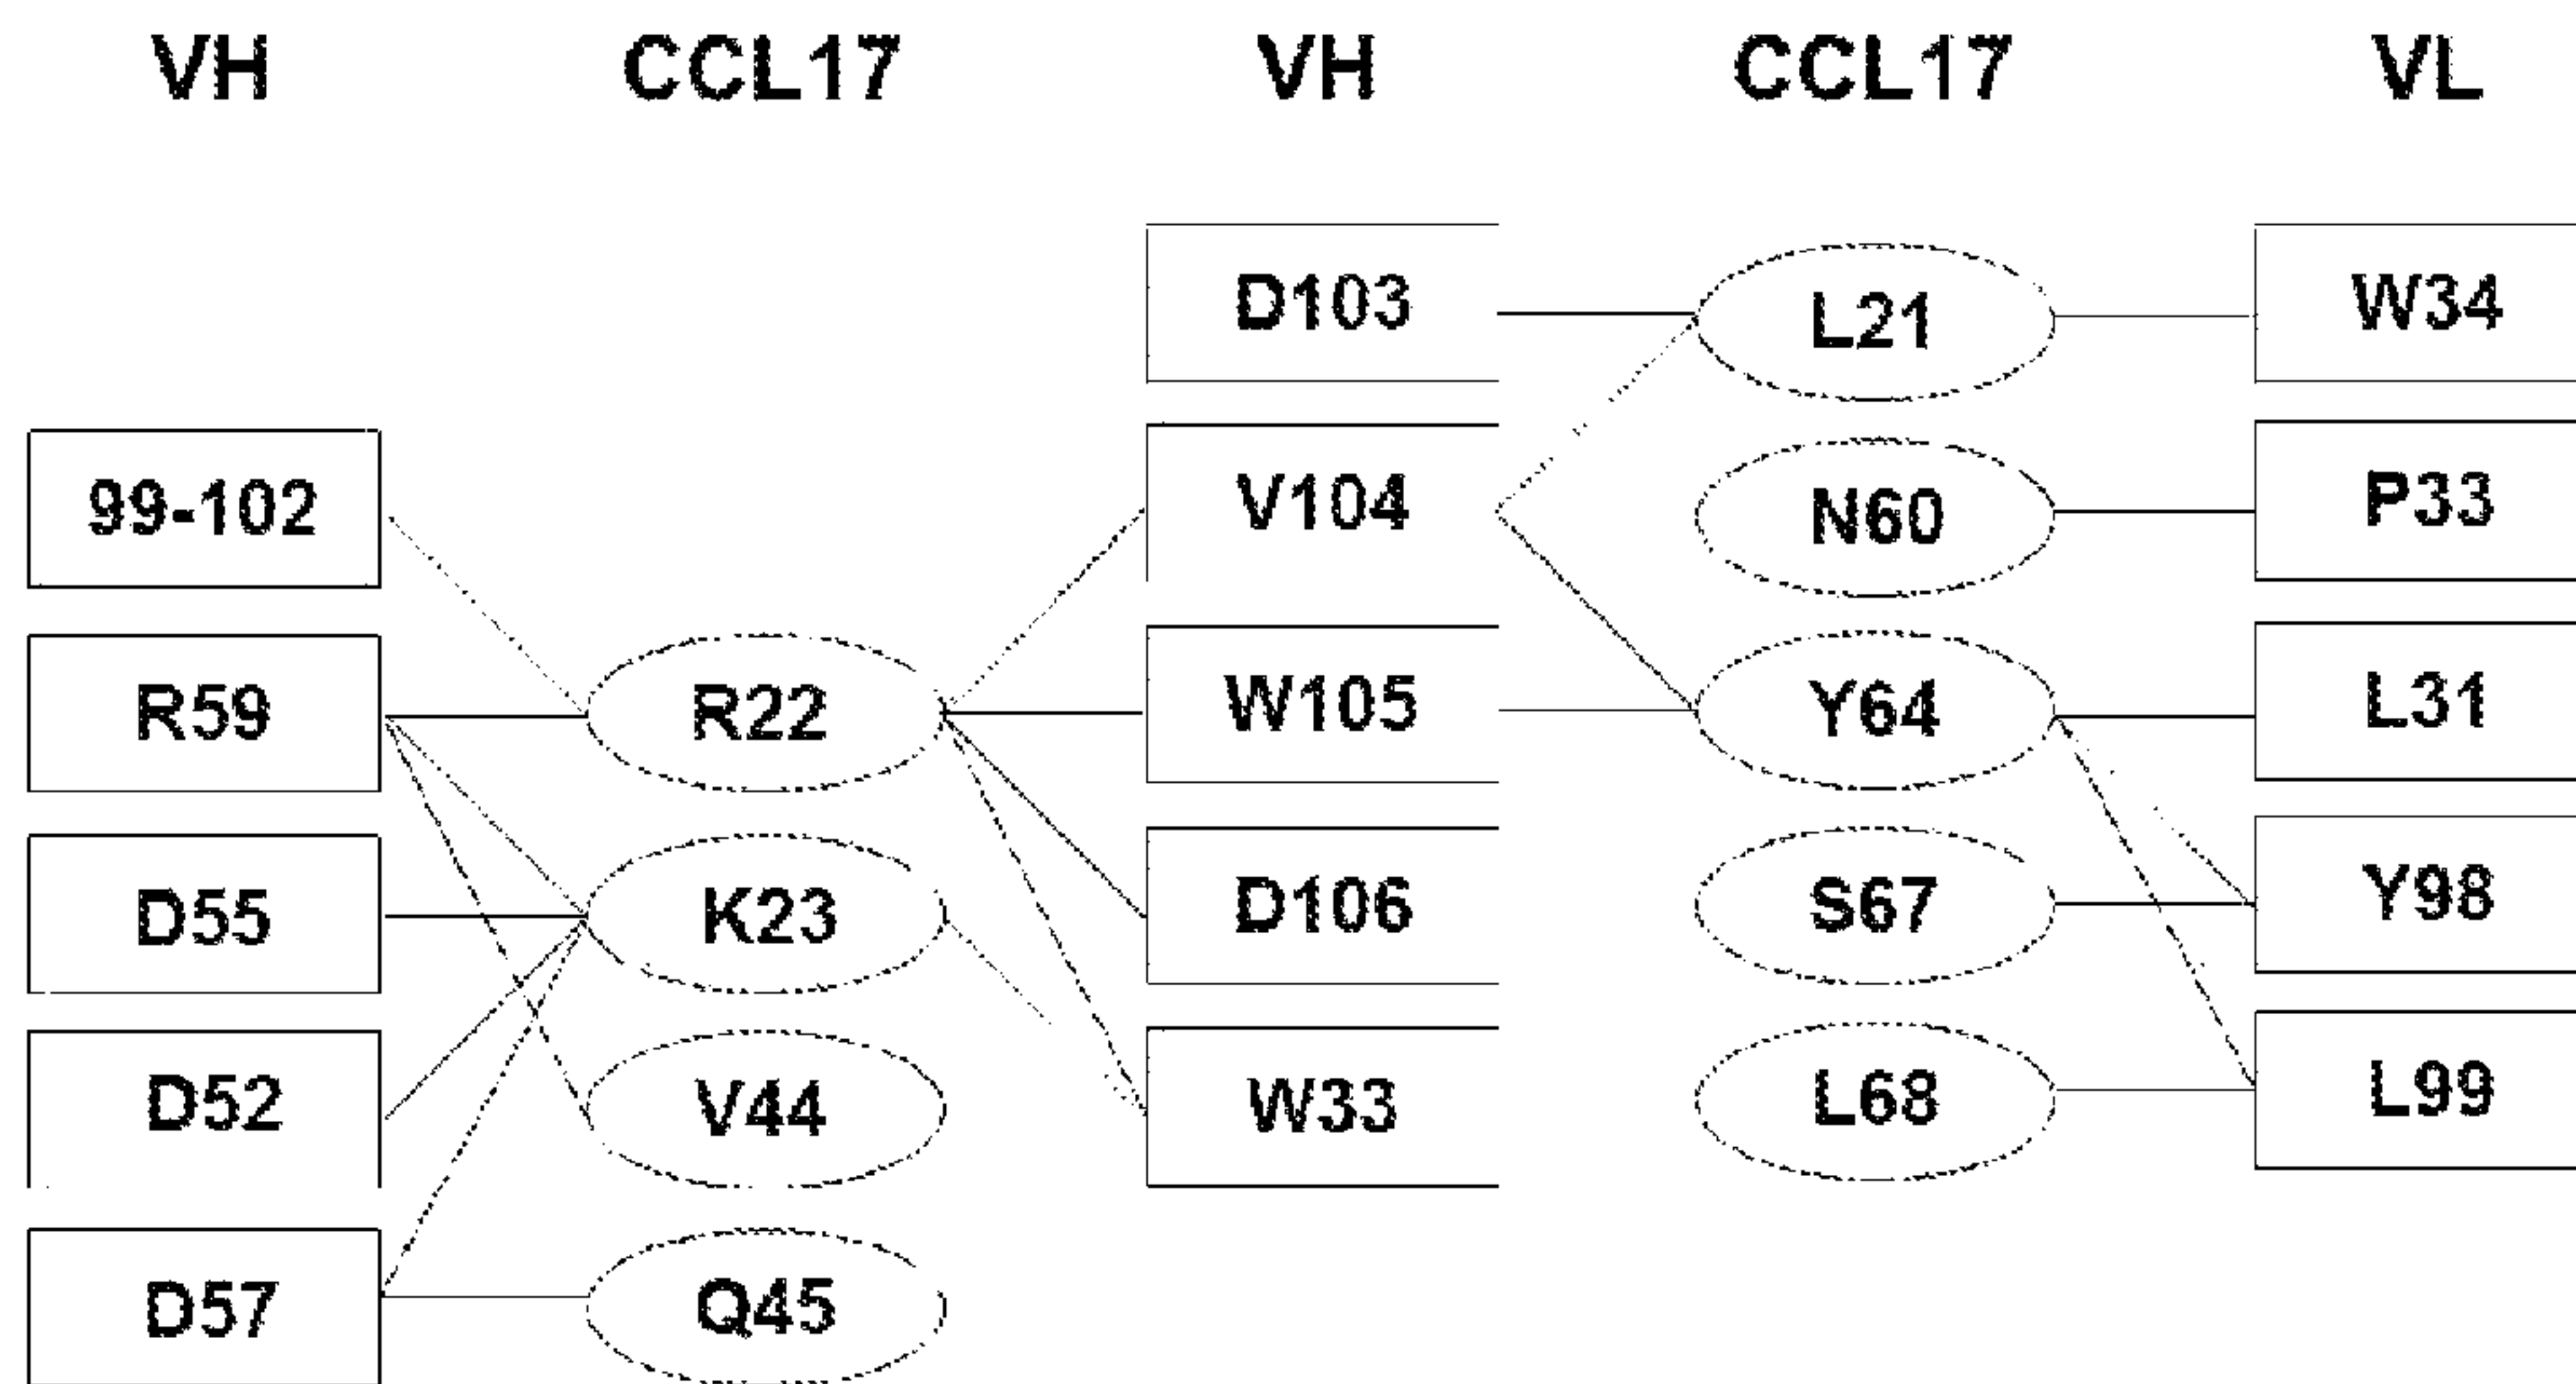 VH CCL17 VH CCL17 VL
D103 L21 W34
99-102 V104 N60 P33
R59 R22 W105 Y64 L31
D55 K23 D106 S67 Y98
D52 V44 W33 L68 L99
D57 Q45